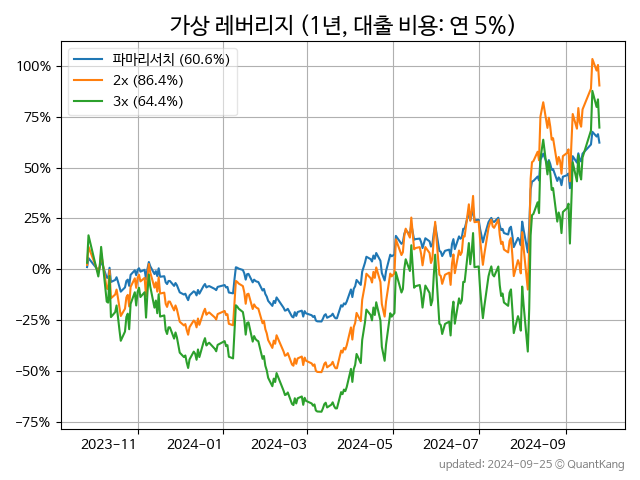 가상 레버리지 (1년, 대출 비용: 연 5%)
파마리서치 (60.6%)
2x (86.4%)
3x (64.4%)
100%
75%
50%
25%
0%
−25%
−50%
−75%
2023-11
2024-01
2024-03
2024-05
2024-07
2024-09
updated: 2024-09-25 © QuantKang